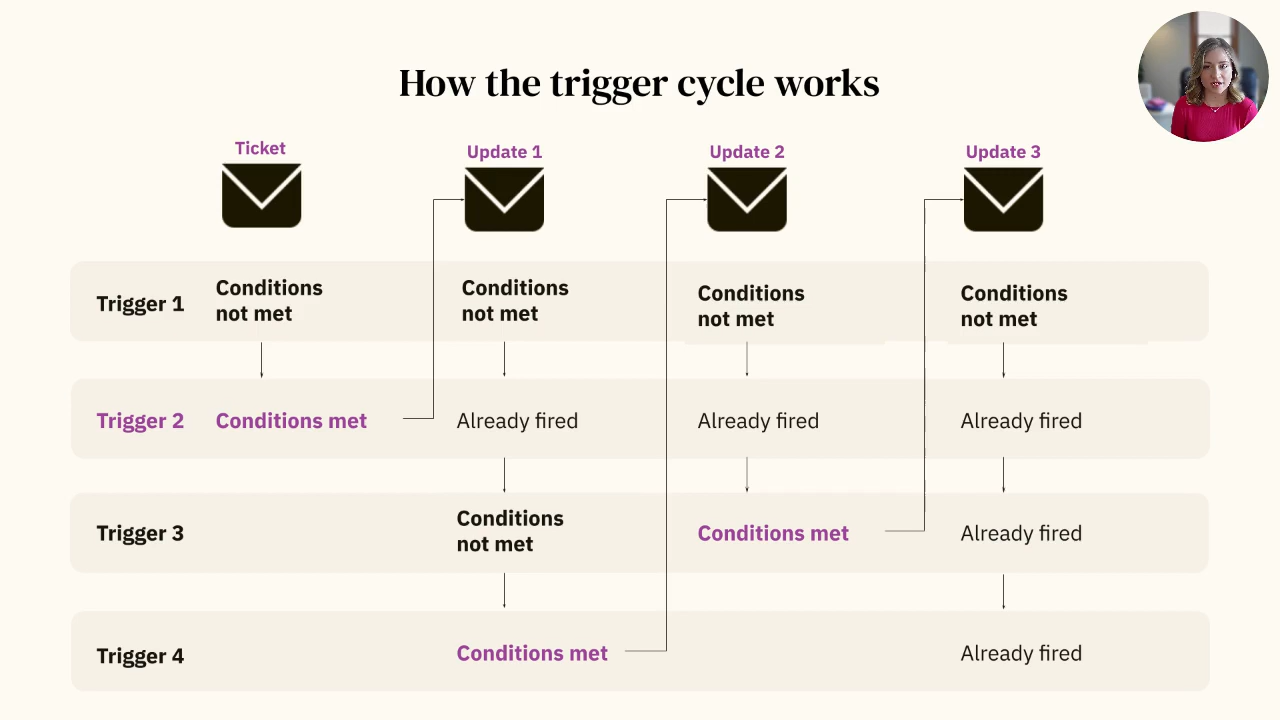 How the trigger cycle works
Ticket
Update 1
Update 2
Update 3
Trigger 1
Conditions
not met
Conditions
not met
Conditions
not met
Conditions
not met
Trigger 2
Conditions met
Already fired
Already fired
Already fired
Trigger 3
Conditions
not met
Conditions met
Already fired
Trigger 4
Conditions met
Already fired